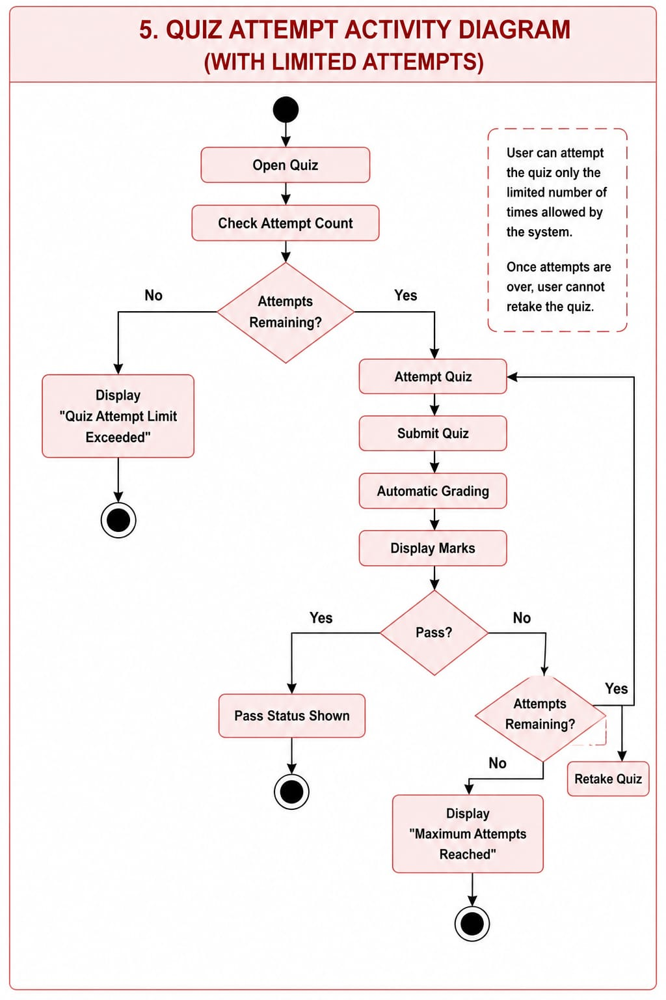 5. QUIZ ATTEMPT ACTIVITY DIAGRAM
(WITH LIMITED ATTEMPTS)
Open Quiz
User can attempt
the quiz only the
limited number of
times allowed by
the system.
Once attempts are
over, user cannot
retake the quiz.
Check Attempt Count
Attempts
Remaining?
No
Yes
Display
"Quiz Attempt Limit
Exceeded"
Attempt Quiz
Submit Quiz
Automatic Grading
Display Marks
Pass?
Yes
No
Pass Status Shown
Attempts
Remaining?
Yes
No
Retake Quiz
Display
"Maximum Attempts
Reached"